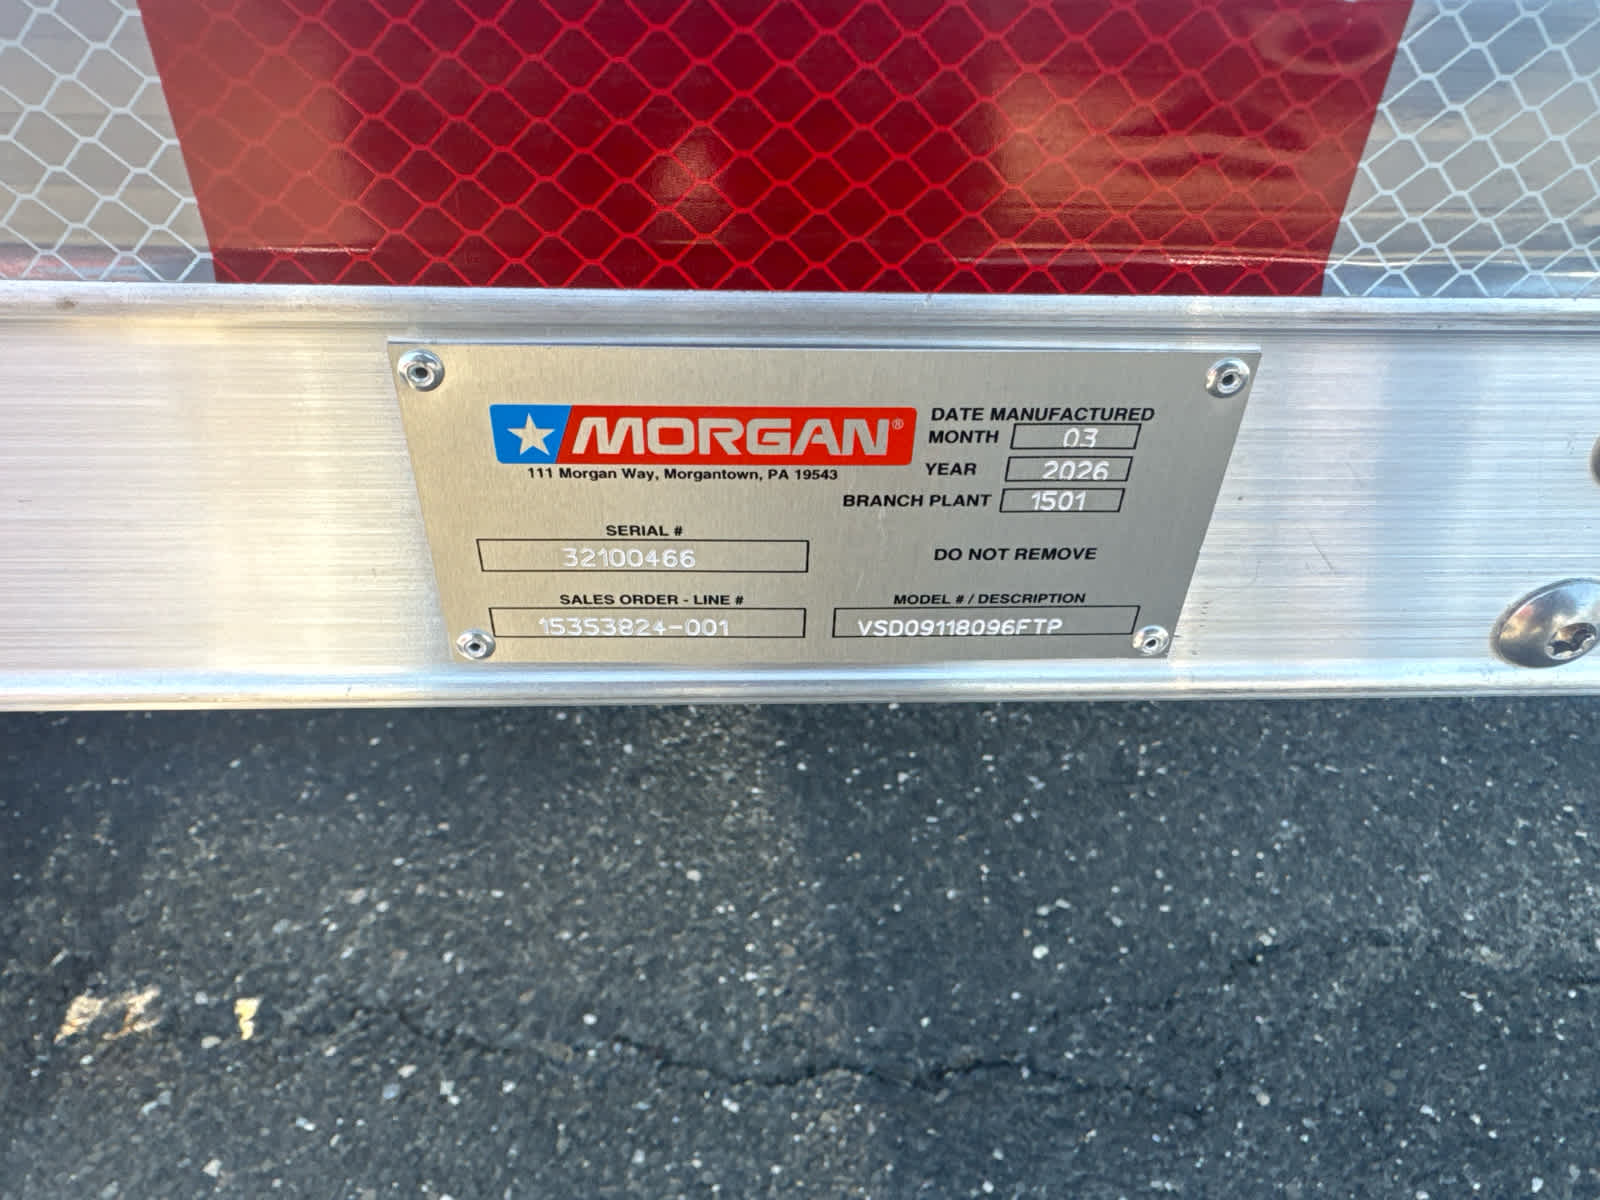 MORGAN®
111 Morgan Way, Morgantown, PA 19543
DATE MANUFACTURED
MONTH 03
YEAR 2026
BRANCH PLANT 1501
SERIAL #
32100466
DO NOT REMOVE
SALES ORDER - LINE #
15353824-001
MODEL # / DESCRIPTION
VSD09118096FTP